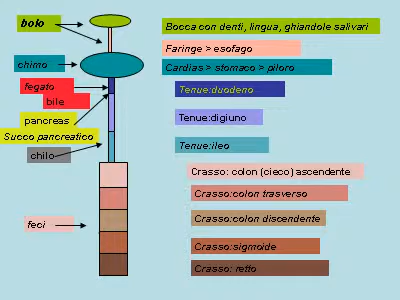 bolo
Bocca con denti, lingua, ghiandole salivari
Faringe > esofago
chimo
Cardias > stomaco > piloro
fegato
Tenue:duodeno
bile
pancreas
Tenue:digiuno
Succo pancreatico
Tenue:ileo
chilo
Crasso: colon (cieco) ascendente
Crasso:colon trasverso
Crasso:colon discendente
feci
Crasso:sigmoide
Crasso: retto